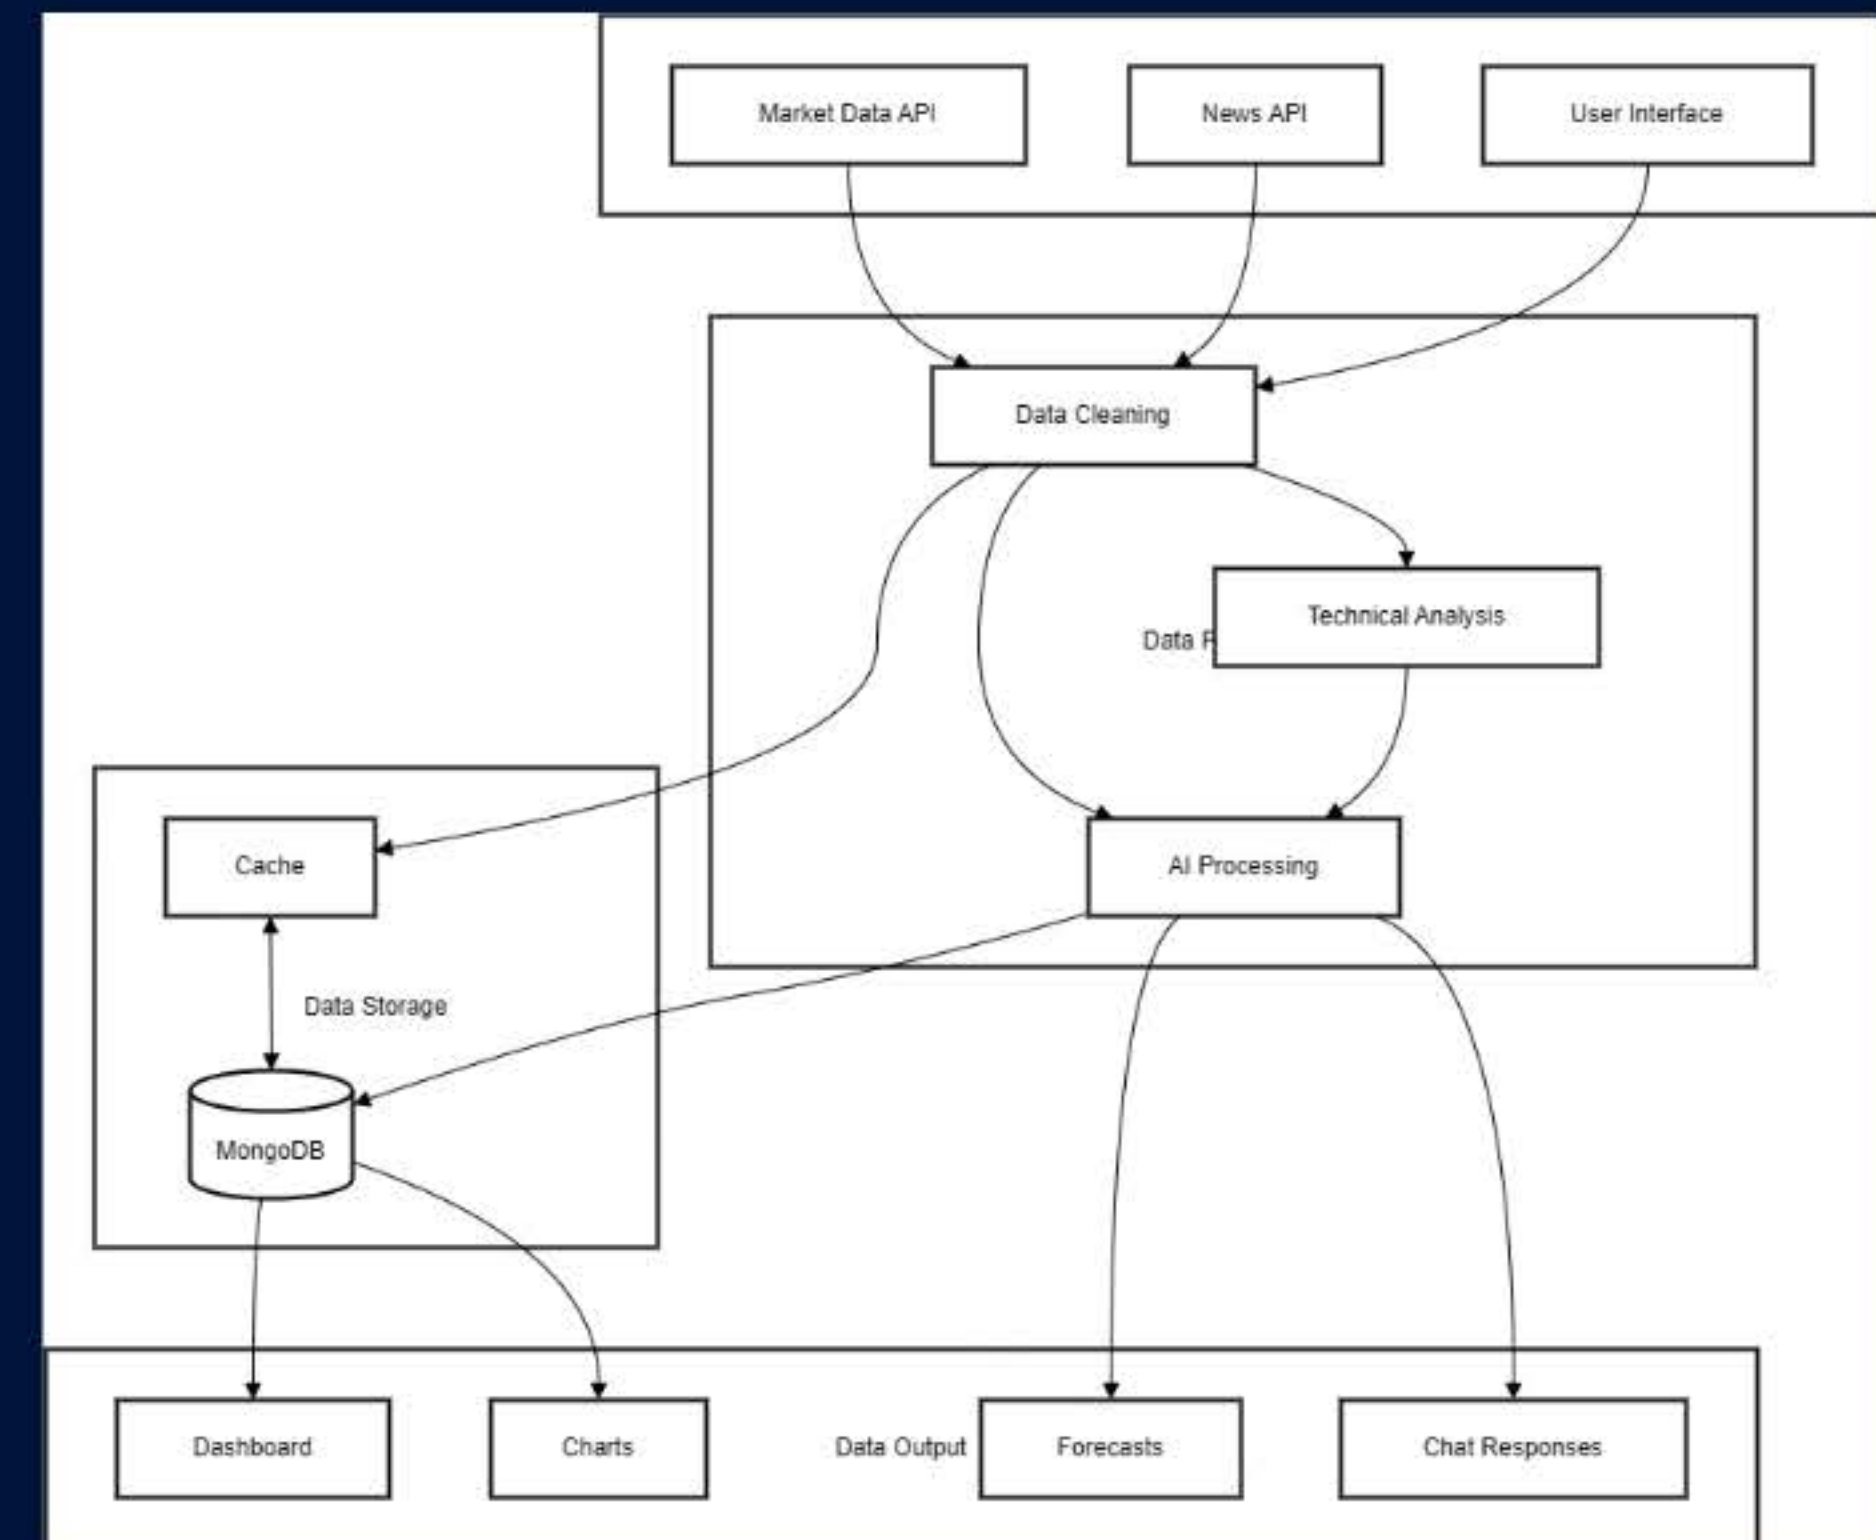 Market Data API
News API
User Interface
Data Cleaning
Technical Analysis
Data
AI Processing
Cache
Data Storage
MongoDB
Dashboard
Charts
Data Output
Forecasts
Chat Responses